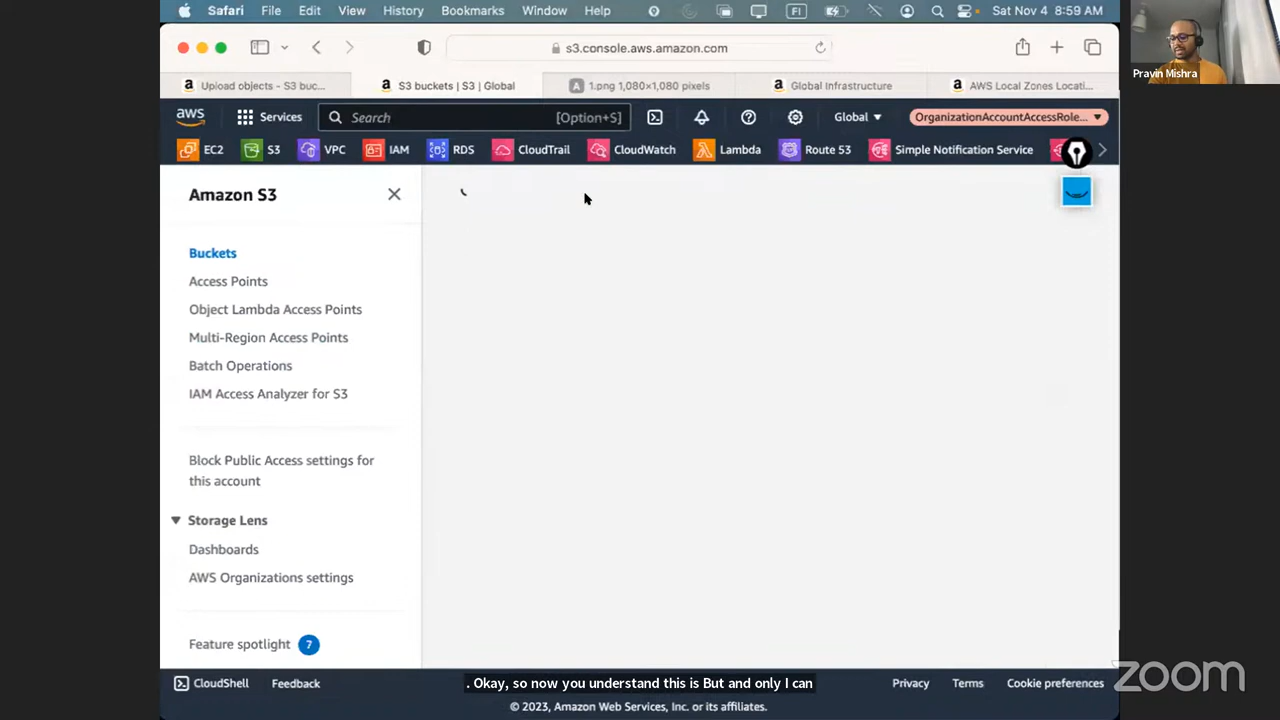 Safari File Edit View History Bookmarks Window Help FI Sat Nov 4 8:59 AM
Pravin Mishra
s3.console.aws.amazon.com
Upload objects - S3 buc... S3 buckets | S3 | Global 1.png 1,080×1,080 pixels Global Infrastructure AWS Local Zones Locati...
aws Services Search [Option+S] Global OrganizationAccountAccessRole...
EC2 S3 VPC IAM RDS CloudTrail CloudWatch Lambda Route 53 Simple Notification Service
Amazon S3
Buckets
Access Points
Object Lambda Access Points
Multi-Region Access Points
Batch Operations
IAM Access Analyzer for S3
Block Public Access settings for
this account
Storage Lens
Dashboards
AWS Organizations settings
Feature spotlight 7
CloudShell Feedback . Okay, so now you understand this is But and only I can Privacy Terms Cookie preferences
© 2023, Amazon Web Services, Inc. or its affiliates.
zoom